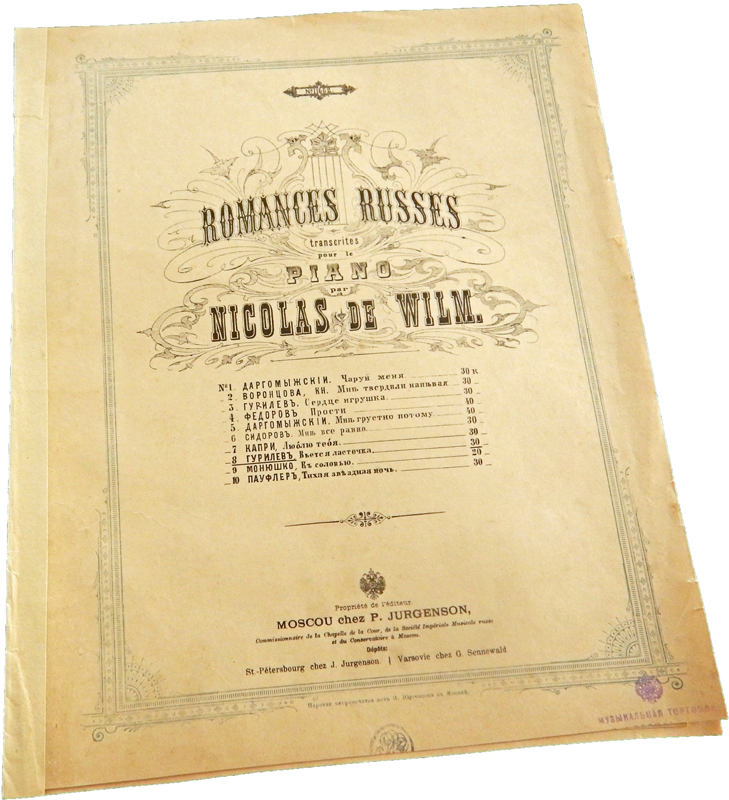 ROMANCES RUSSES
transcrites
pour le
PIANO
par
NICOLAS DE WILM.
№1 ДАРГОМЫЖСКІЙ. Чаруй меня 30 к
„ 2. ВОРОНЦОВА, КН. Мнѣ твердили напѣвая 30 „
„ 3. ГУРИЛЕВЪ, Сердце игрушка 30 „
„ 4. ФЕДОРОВЪ Прости 40 „
„ 5. ДАРГОМЫЖСКІЙ. Мнѣ грустно потому 40 „
„ 6 СИДОРОВЪ. Мнѣ все равно 30 „
„ 7 КАПРИ, Люблю тебя. 30 „
„ 8 ГУРИЛЕВЪ, Вьется ласточка 30 „
„ 9 МОНЮШКО, Къ соловью. 20 „
„ 10 ПАУФЛЕРЪ, Тихая звѣздная ночь. 30 „
Propriété de l'éditeur
MOSCOU chez P. JURGENSON,
Commissionnaire de la Chapelle de la Cour, de la Société Impériale Musicale russe
et du Conservatoire à Moscou.
Dépôts:
St-Pétersbourg chez J. Jurgenson. | Varsovie chez G. Sennewald
МУЗЫКАЛЬНАЯ ТОРГОВЛЯ